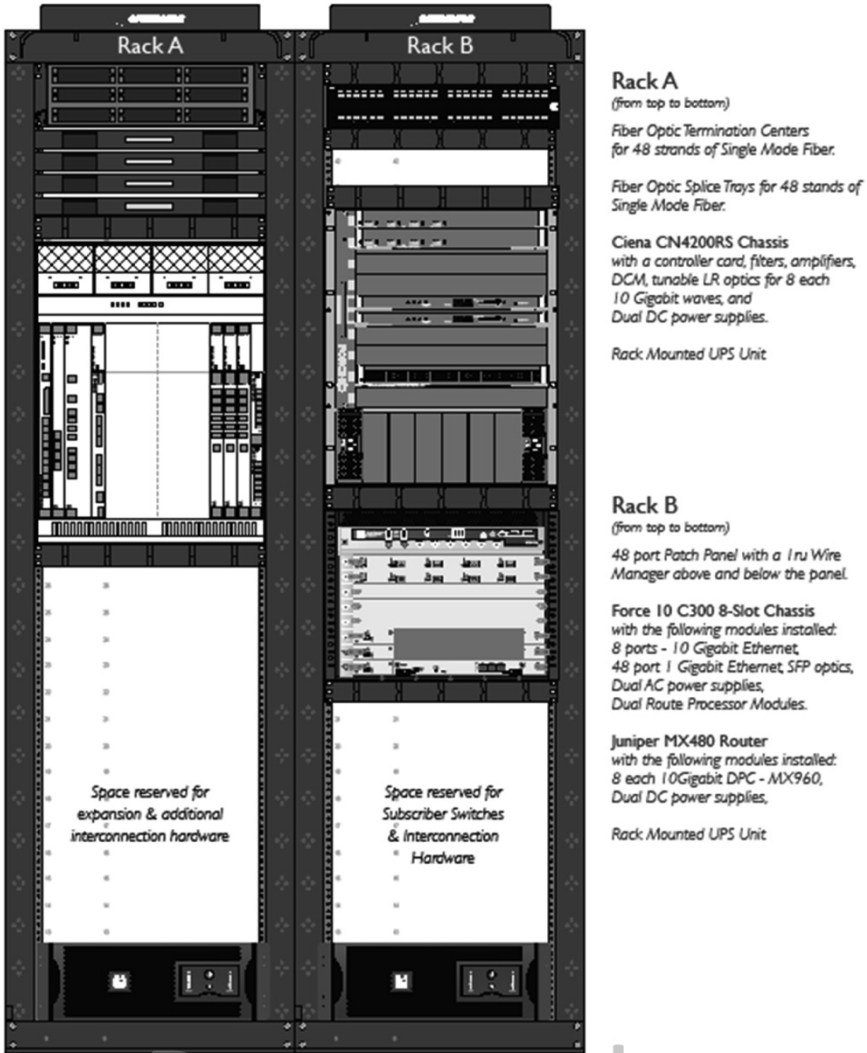 Rack A
Rack B
Space reserved for
expansion & additional
interconnection hardware
Space reserved for
Subscriber Switches
& Interconnection
Hardware
Rack A
(from top to bottom)
Fiber Optic Termination Centers
for 48 strands of Single Mode Fiber.
Fiber Optic Splice Trays for 48 stands of
Single Mode Fiber.
Ciena CN4200RS Chassis
with a controller card, filters, amplifiers,
DCM, tunable LR optics for 8 each
10 Gigabit waves, and
Dual DC power supplies.
Rack Mounted UPS Unit
Rack B
(from top to bottom)
48 port Patch Panel with a 1ru Wire
Manager above and below the panel.
Force 10 C300 8-Slot Chassis
with the following modules installed:
8 ports - 10 Gigabit Ethernet,
48 port 1 Gigabit Ethernet, SFP optics,
Dual AC power supplies,
Dual Route Processor Modules.
Juniper MX480 Router
with the following modules installed:
8 each 10Gigabit DPC - MX960,
Dual DC power supplies,
Rack Mounted UPS Unit